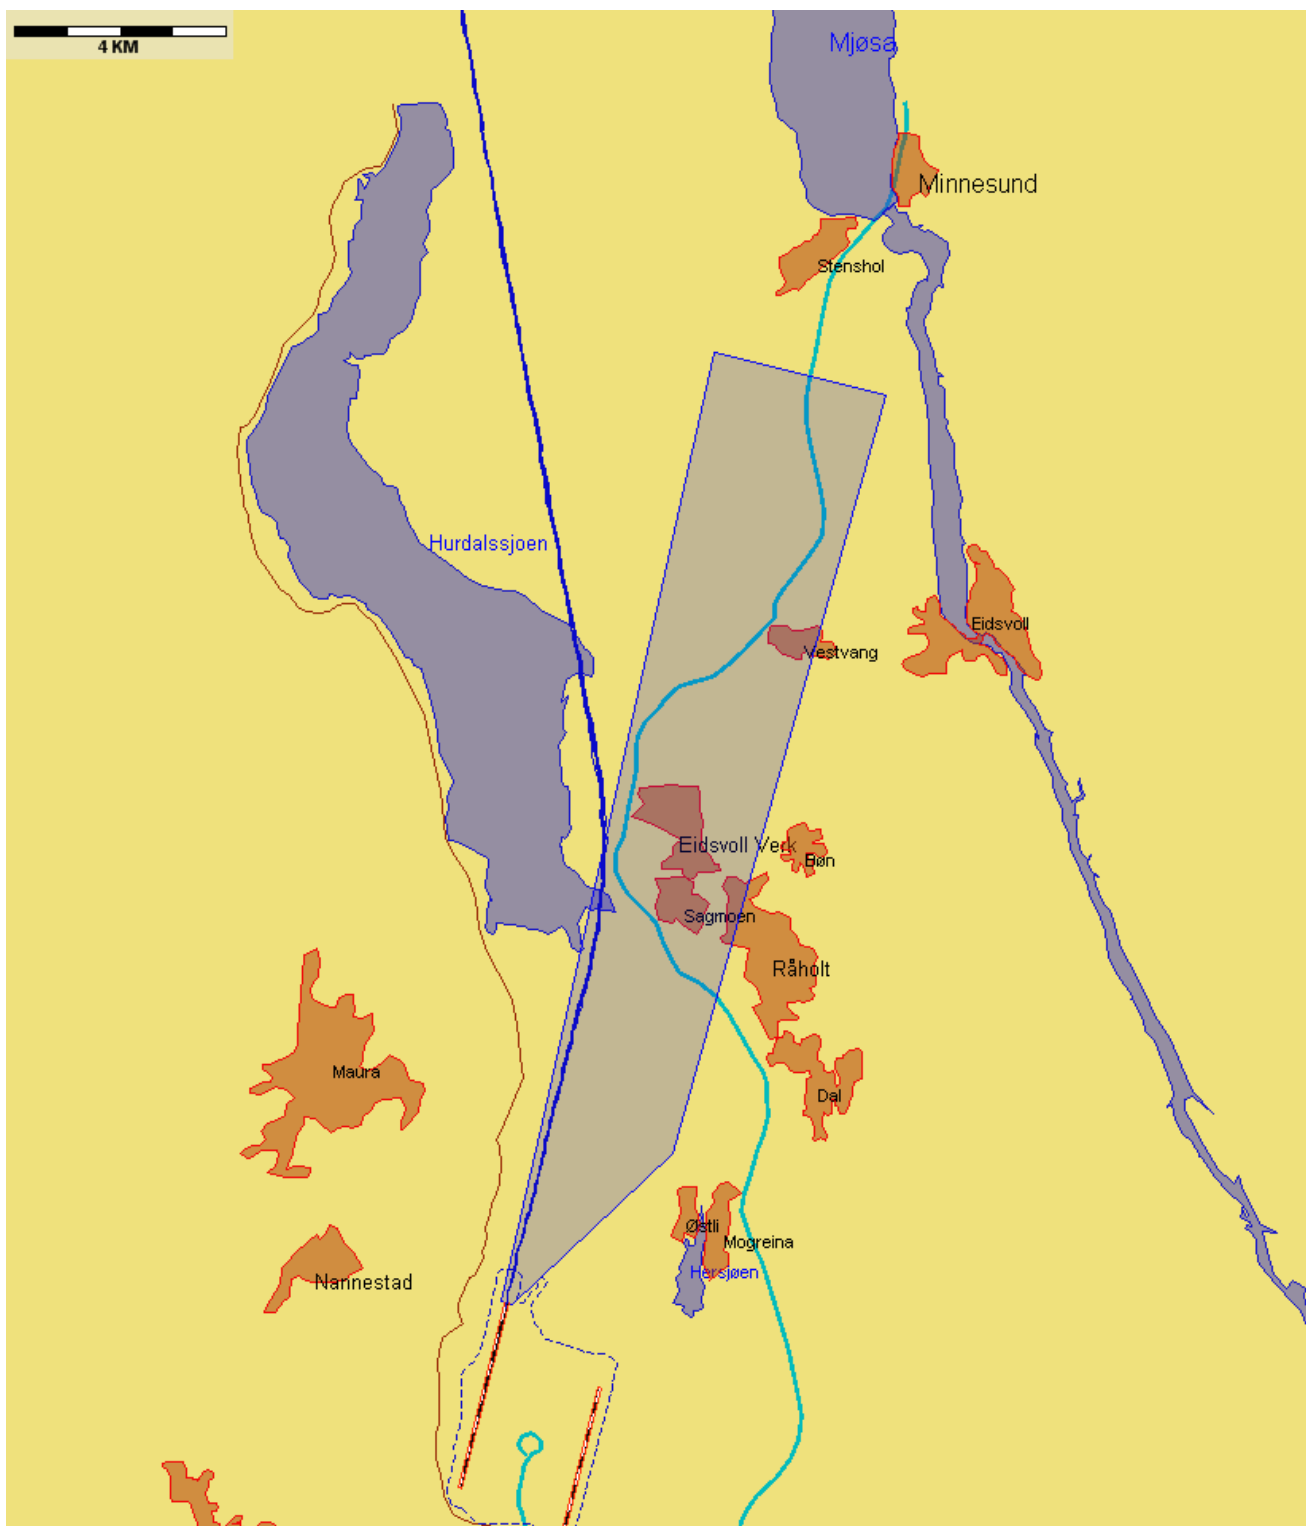 4 KM
Mjøsa
Minnesund
Stenshol
Hurdalssjoen
Eidsvoll
Vestvang
Eidsvoll Verk
Bøn
Sagmoen
Råholt
Maura
Dal
Østli
Mogreina
Hersjøen
Nannestad